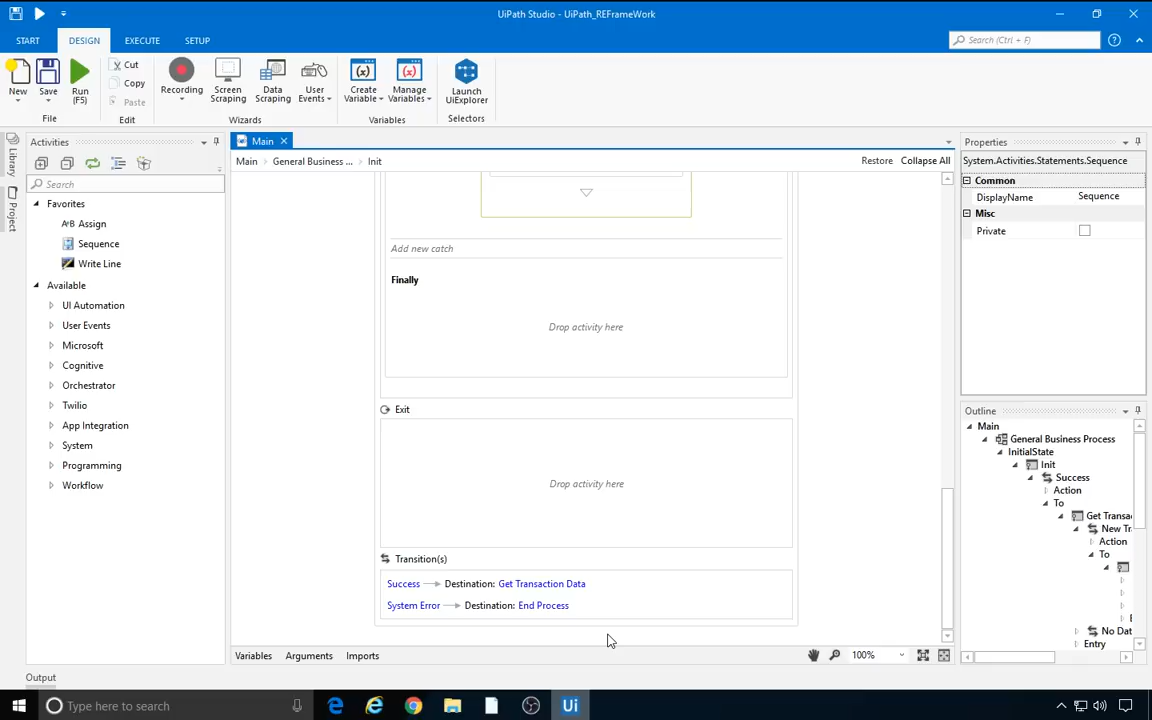 UiPath Studio - UiPath_REFrameWork
START
DESIGN
EXECUTE
SETUP
Search (Ctrl + F)
New
Save
Run
(F5)
File
Cut
Copy
Paste
Edit
Recording
Screen
Scraping
Data
Scraping
User
Events
Wizards
Create
Variable
Manage
Variables
Variables
Launch
UiExplorer
Selectors
Library
Project
Activities
Search
Favorites
Assign
Sequence
Write Line
Available
UI Automation
User Events
Microsoft
Cognitive
Orchestrator
Twilio
App Integration
System
Programming
Workflow
Main
Main > General Business ... > Init
Restore
Collapse All
Add new catch
Finally
Drop activity here
Exit
Drop activity here
Transition(s)
Success Destination: Get Transaction Data
System Error Destination: End Process
Variables
Arguments
Imports
100%
Properties
System.Activities.Statements.Sequence
Common
DisplayName Sequence
Misc
Private
Outline
Main
General Business Process
InitialState
Init
Success
Action
To
Get Transac
New Tr
Action
To
No Dat
Entry
Output
Type here to search
Ui